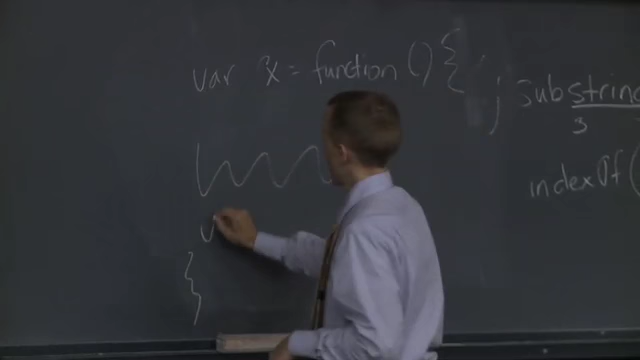 var x = function () {
} substring
3
indexOf (
}